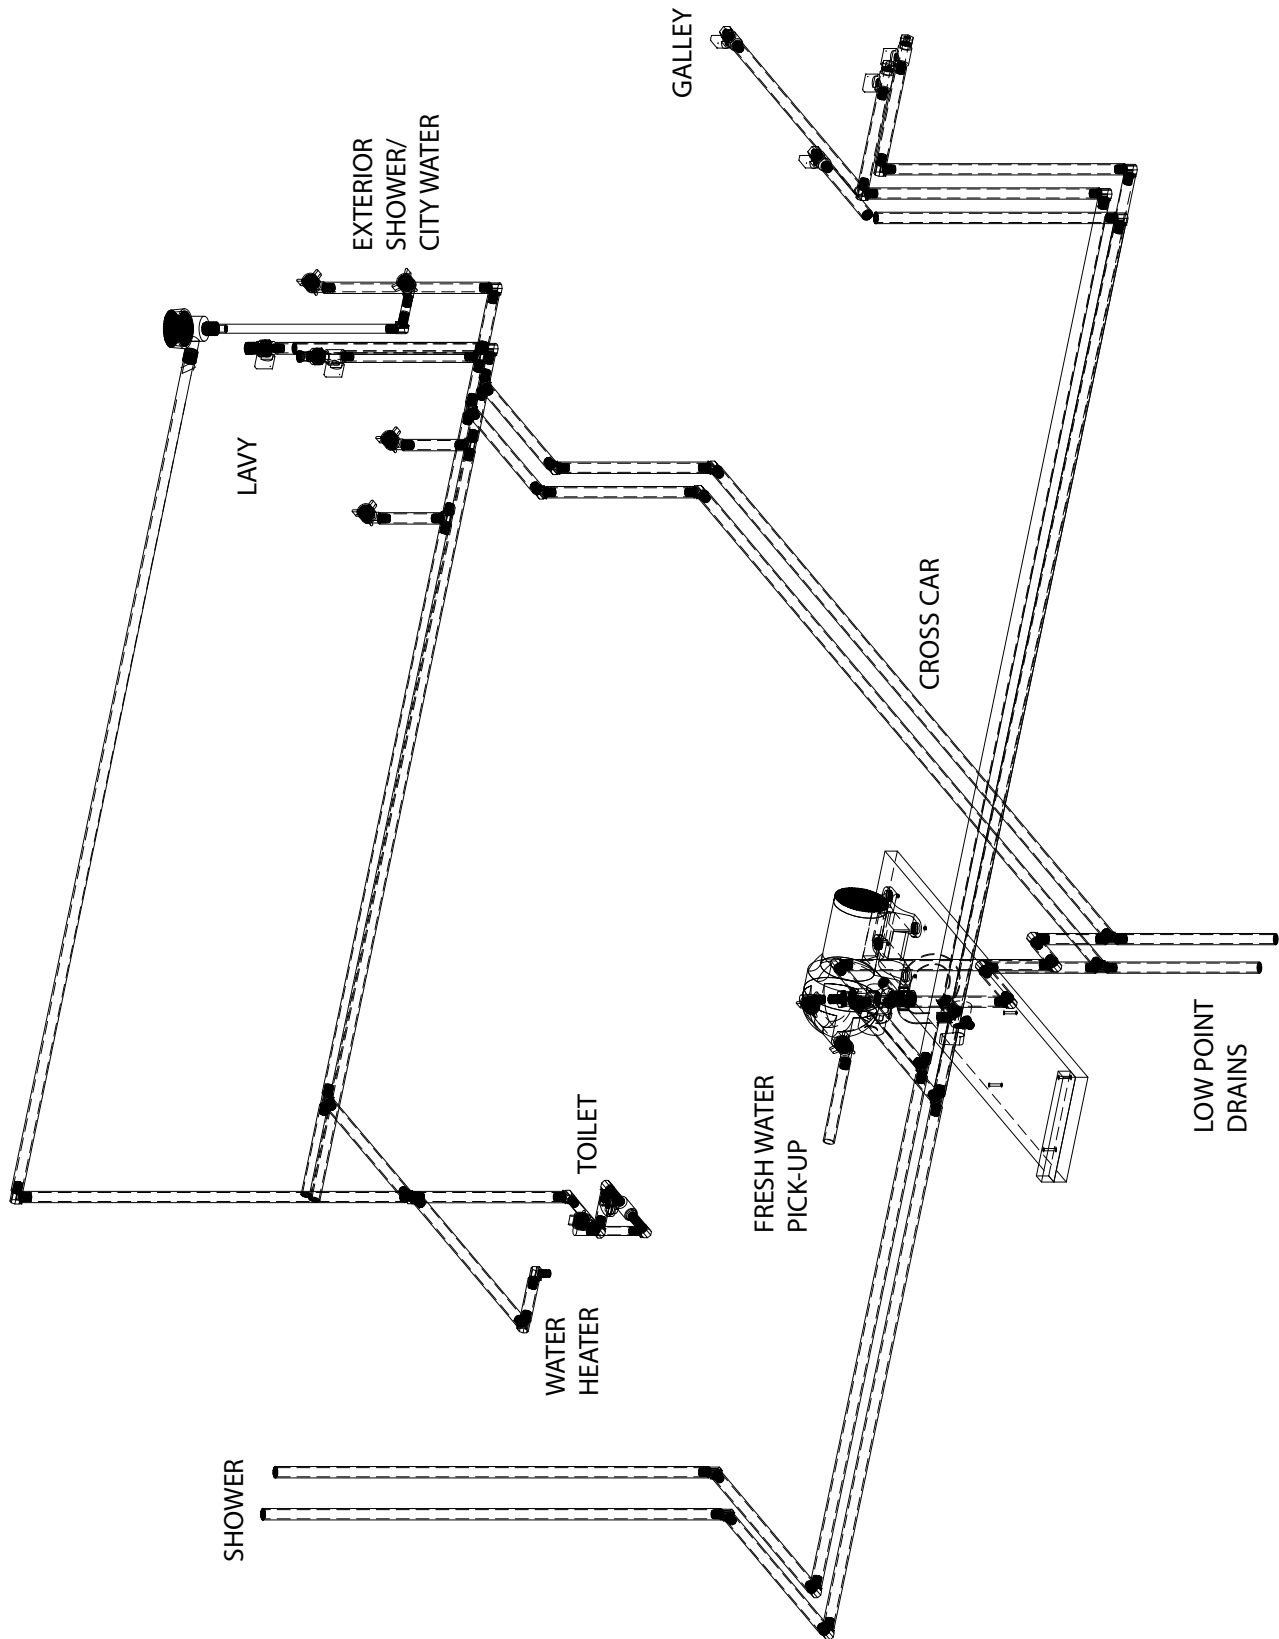 GALLEY
EXTERIOR
SHOWER/
CITY WATER
LAVY
CROSS CAR
TOILET
FRESH WATER
PICK-UP
LOW POINT
DRAINS
WATER
HEATER
SHOWER